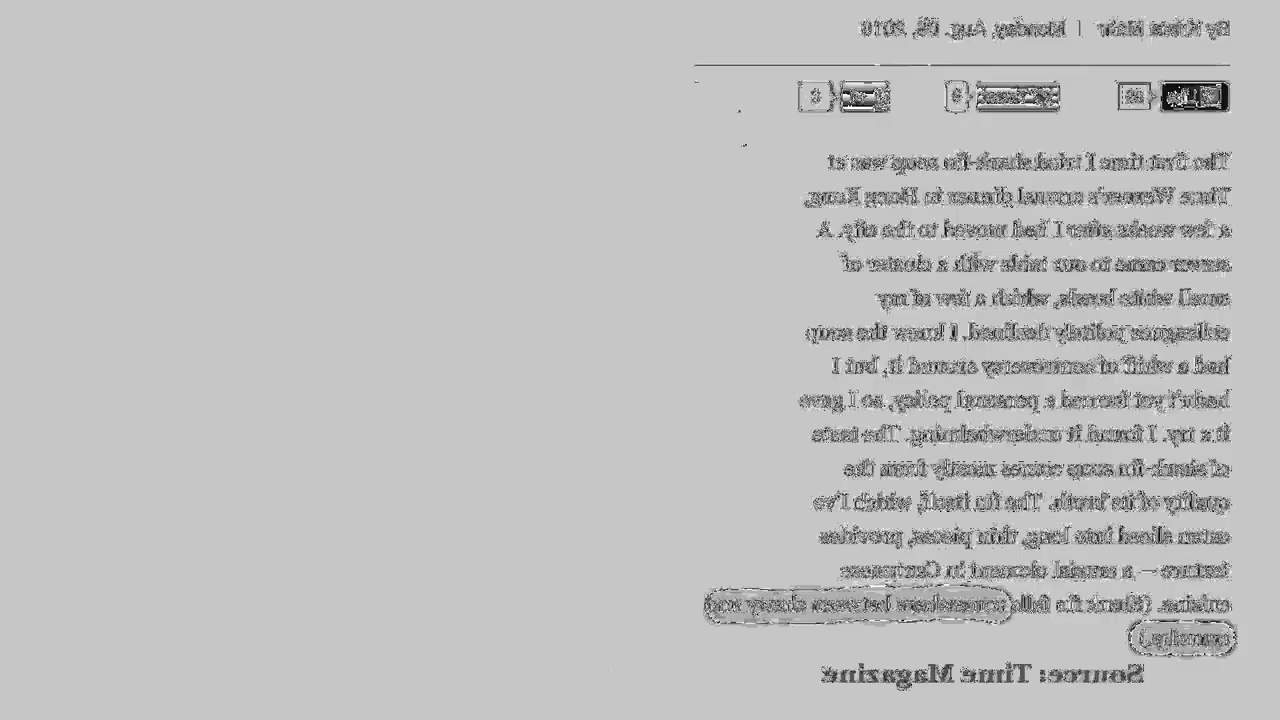 By Krista Mahr | Monday, Aug. 09, 2010
The first time I tried shark-fin soup was at
Time Warner's annual dinner in Hong Kong,
a few weeks after I had moved to the city. A
server came to our table with a cluster of
small white bowls, which a few of my
colleagues politely declined. I knew the soup
had a whiff of controversy around it, but I
hadn't yet formed a personal policy, so I gave
it a try. I found it underwhelming. The taste
of shark-fin soup comes mostly from the
quality of its broth. The fin itself, which I've
eaten sliced into long, thin pieces, provides
texture — a crucial element in Cantonese
cuisine. (Shark fin falls somewhere between chewy and
crunchy.)
Source: Time Magazine